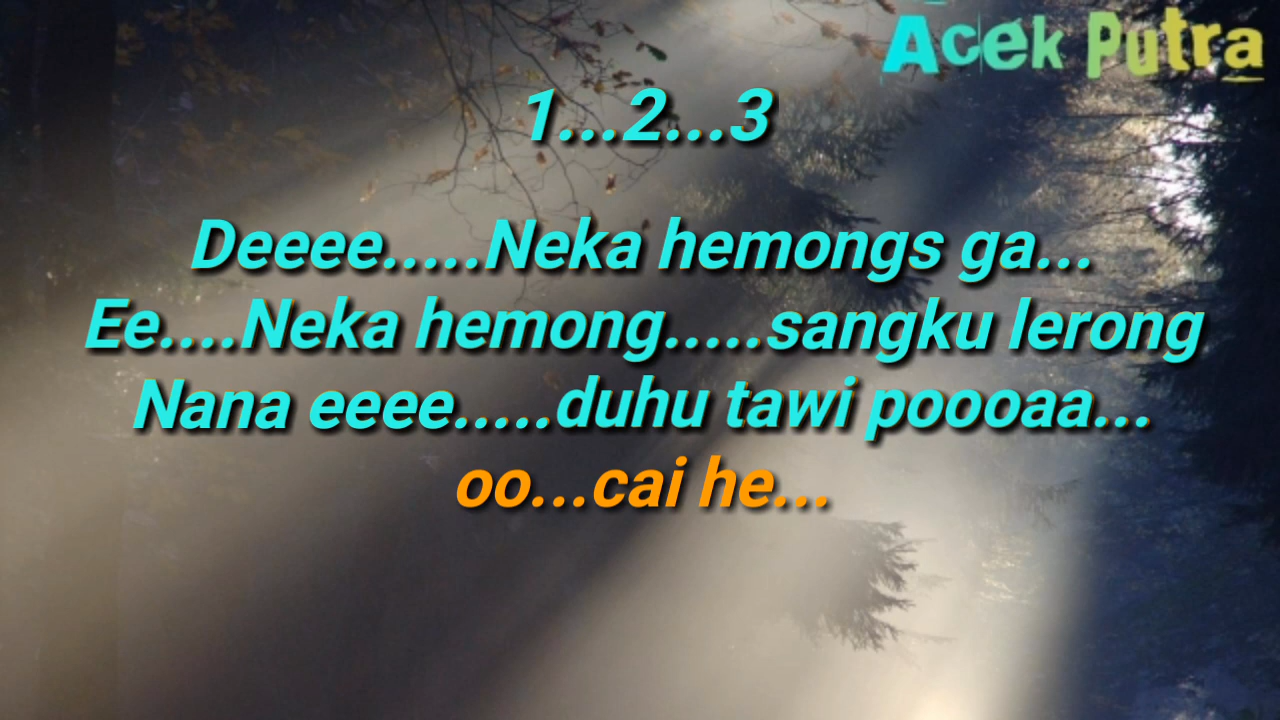 Acek Putra
1...2...3
Deeee.....Neka hemongs ga...
Ee....Neka hemong.....sangku lerong
Nana eeee.....duhu tawi poooaa...
oo...cai he...